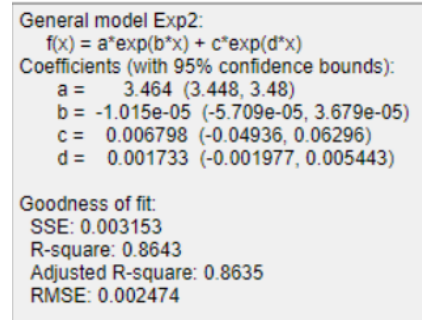 General model Exp2:
f(x) = a*exp(b*x) + c*exp(d*x)
Coefficients (with 95% confidence bounds):
a = 3.464 (3.448, 3.48)
b = -1.015e-05 (-5.709e-05, 3.679e-05)
c = 0.006798 (-0.04936, 0.06296)
d = 0.001733 (-0.001977, 0.005443)
Goodness of fit:
SSE: 0.003153
R-square: 0.8643
Adjusted R-square: 0.8635
RMSE: 0.002474